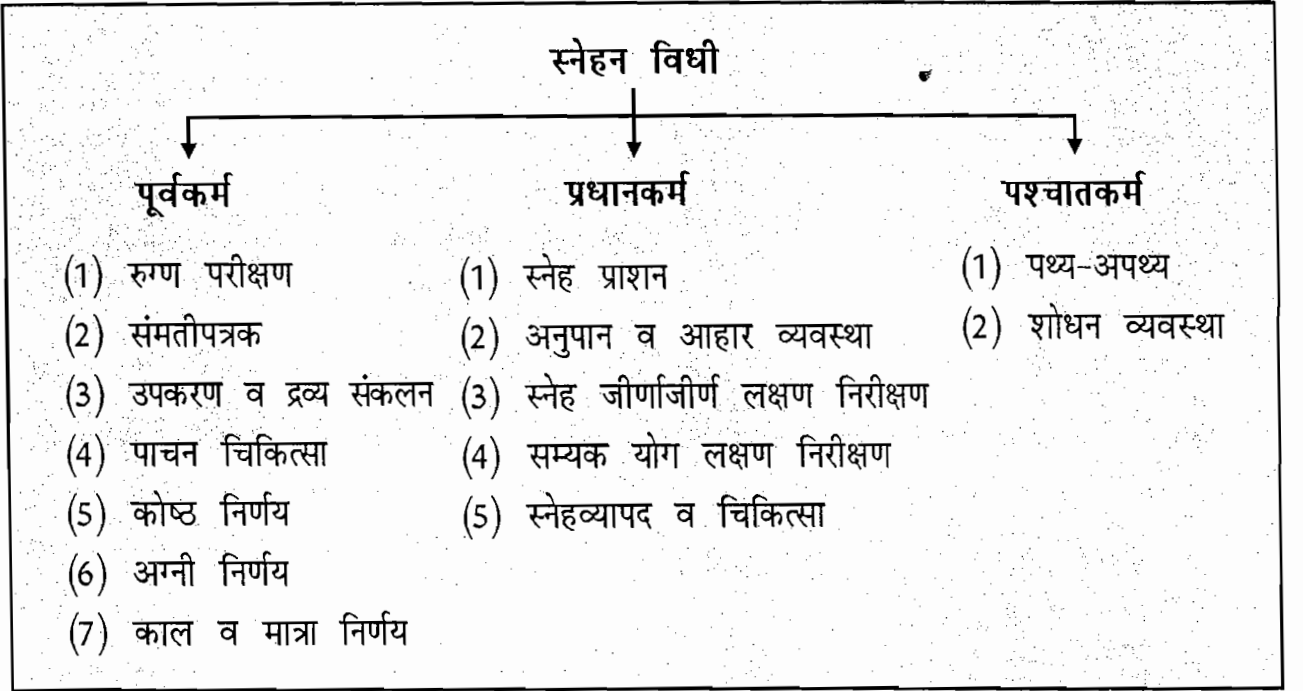 स्नेहन विधी
पूर्वकर्म
(1) रुग्ण परीक्षण
(2) संमतीपत्रक
(3) उपकरण व द्रव्य संकलन
(4) पाचन चिकित्सा
(5) कोष्ठ निर्णय
(6) अग्नी निर्णय
(7) काल व मात्रा निर्णय
प्रधानकर्म
(1) स्नेह प्राशन
(2) अनुपान व आहार व्यवस्था
(3) स्नेह जीर्णाजीर्ण लक्षण निरीक्षण
(4) सम्यक योग लक्षण निरीक्षण
(5) स्नेहव्यापद व चिकित्सा
पश्चातकर्म
(1) पथ्य-अपथ्य
(2) शोधन व्यवस्था